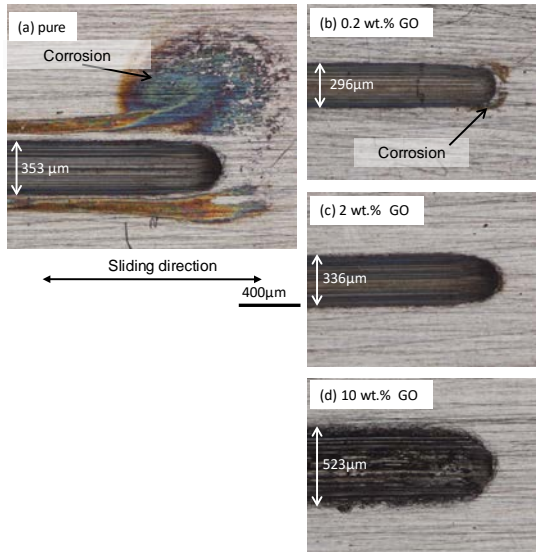 (a) pure
Corrosion
353 µm
Sliding direction
400µm
(b) 0.2 wt.% GO
296µm
Corrosion
(c) 2 wt.% GO
336µm
(d) 10 wt.% GO
523µm